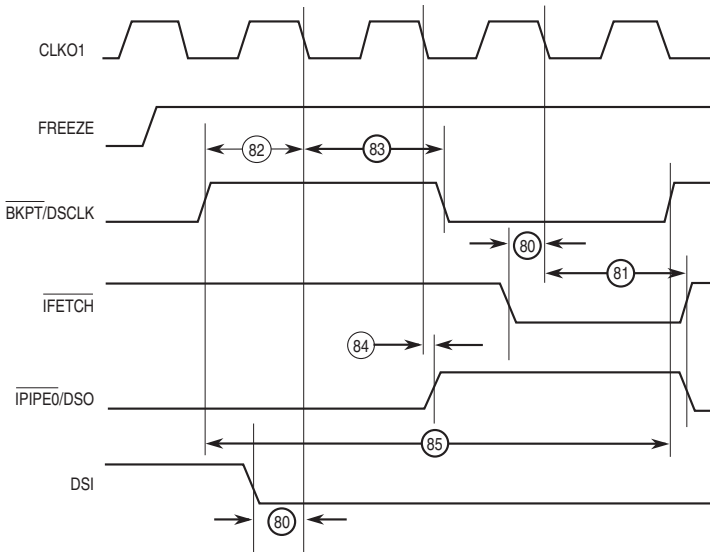 CLKO1
FREEZE
82
83
BKPT/DSCLK
80
81
IFETCH
84
IPIPE0/DSO
85
DSI
80